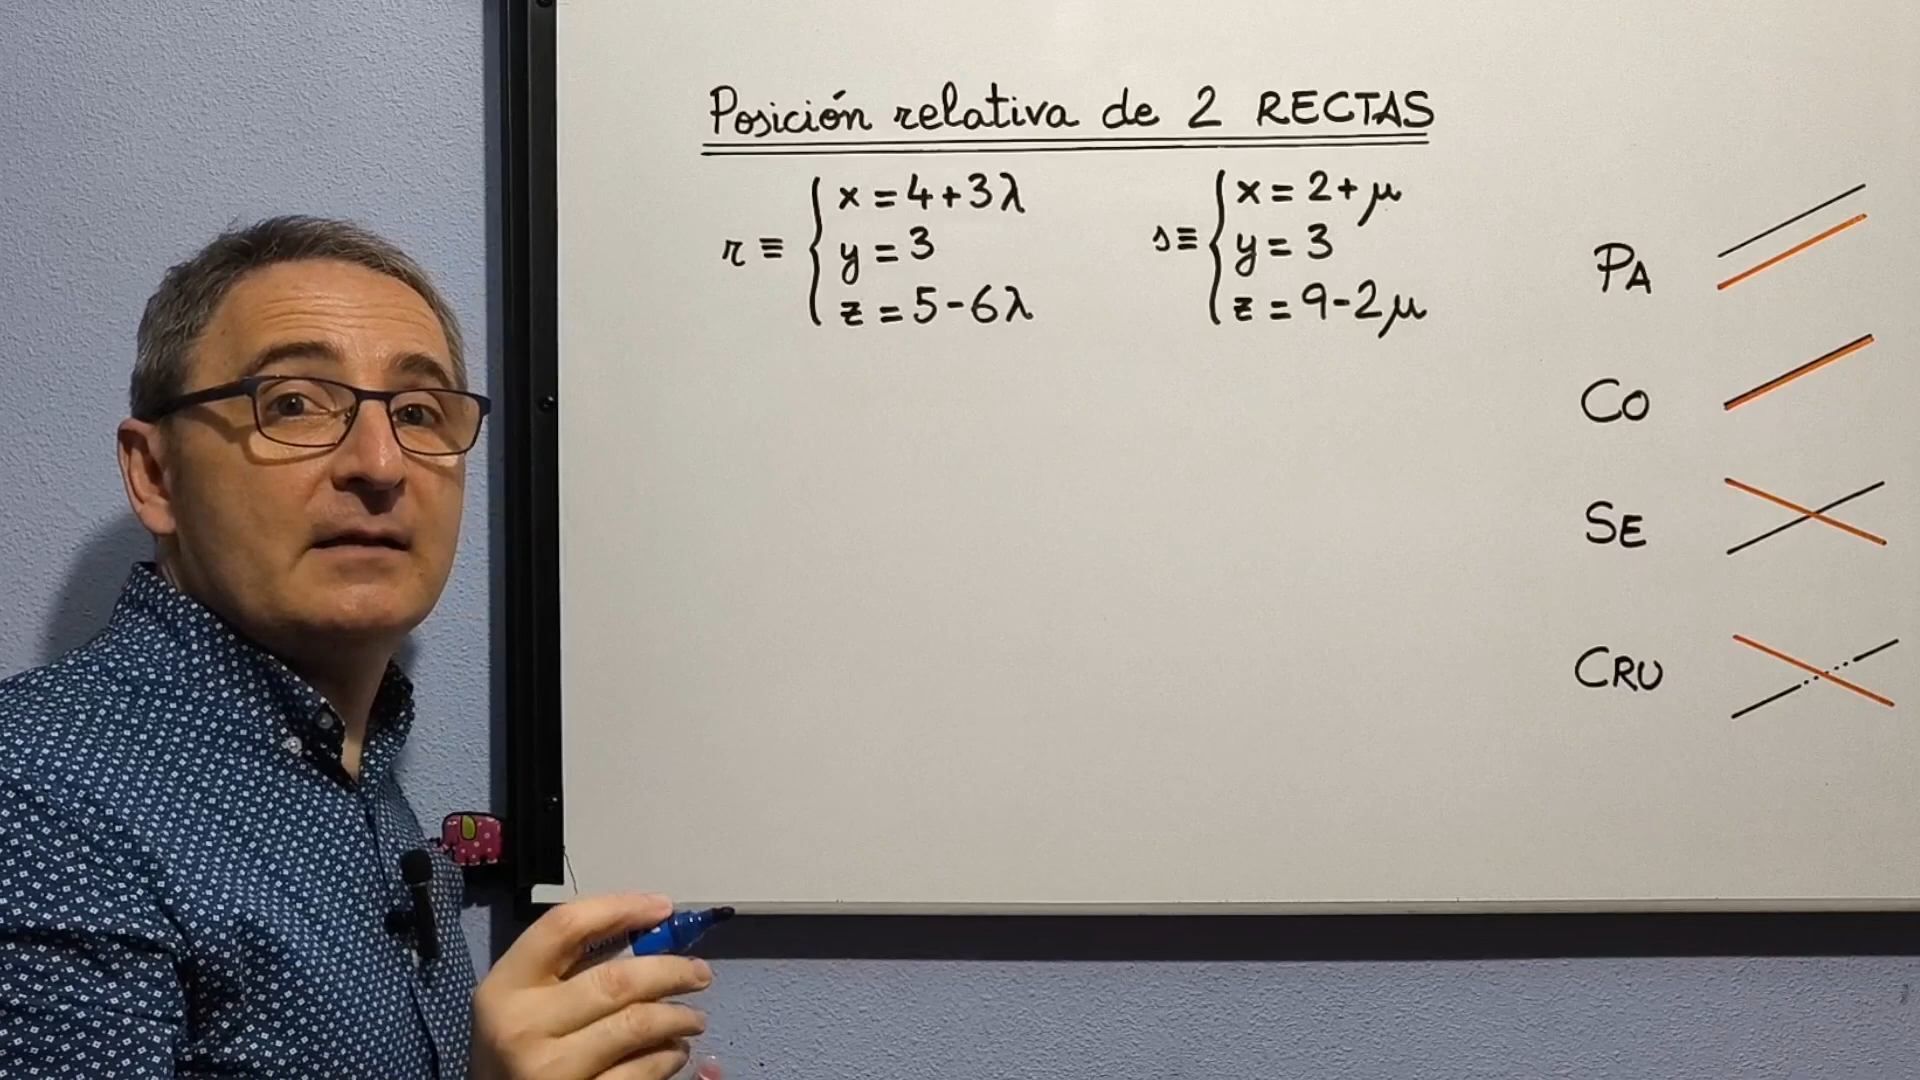 Posición relativa de 2 RECTAS
r ≡ { x = 4 + 3λ
y = 3
z = 5 - 6λ
s ≡ { x = 2 + μ
y = 3
z = 9 - 2μ
PA
CO
SE
CRU